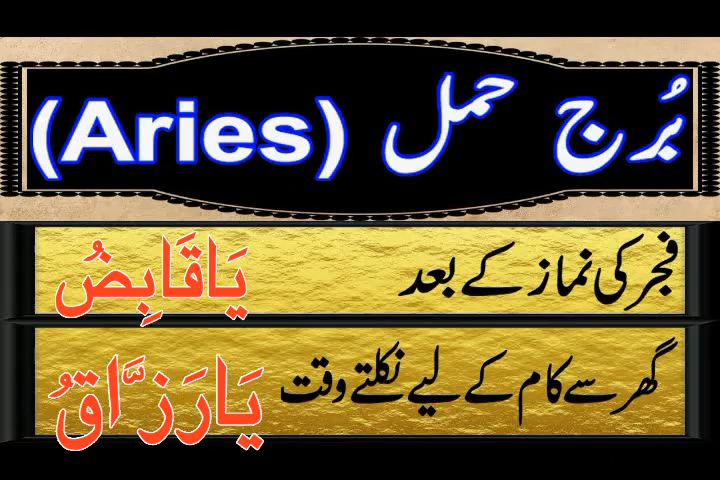 بُرج حمل (Aries)
فجر کی نماز کے بعد یَاقَابِضُ
گھر سے کام کے لیے نکلتے وقت یَارَزَّاقُ